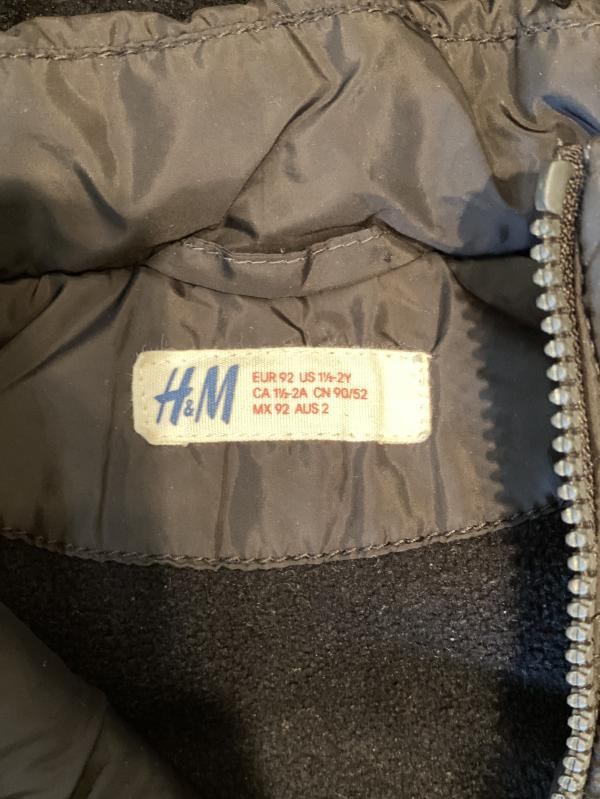 H&M
EUR 92 US 1½-2Y
CA 1½-2A CN 90/52
MX 92 AUS 2